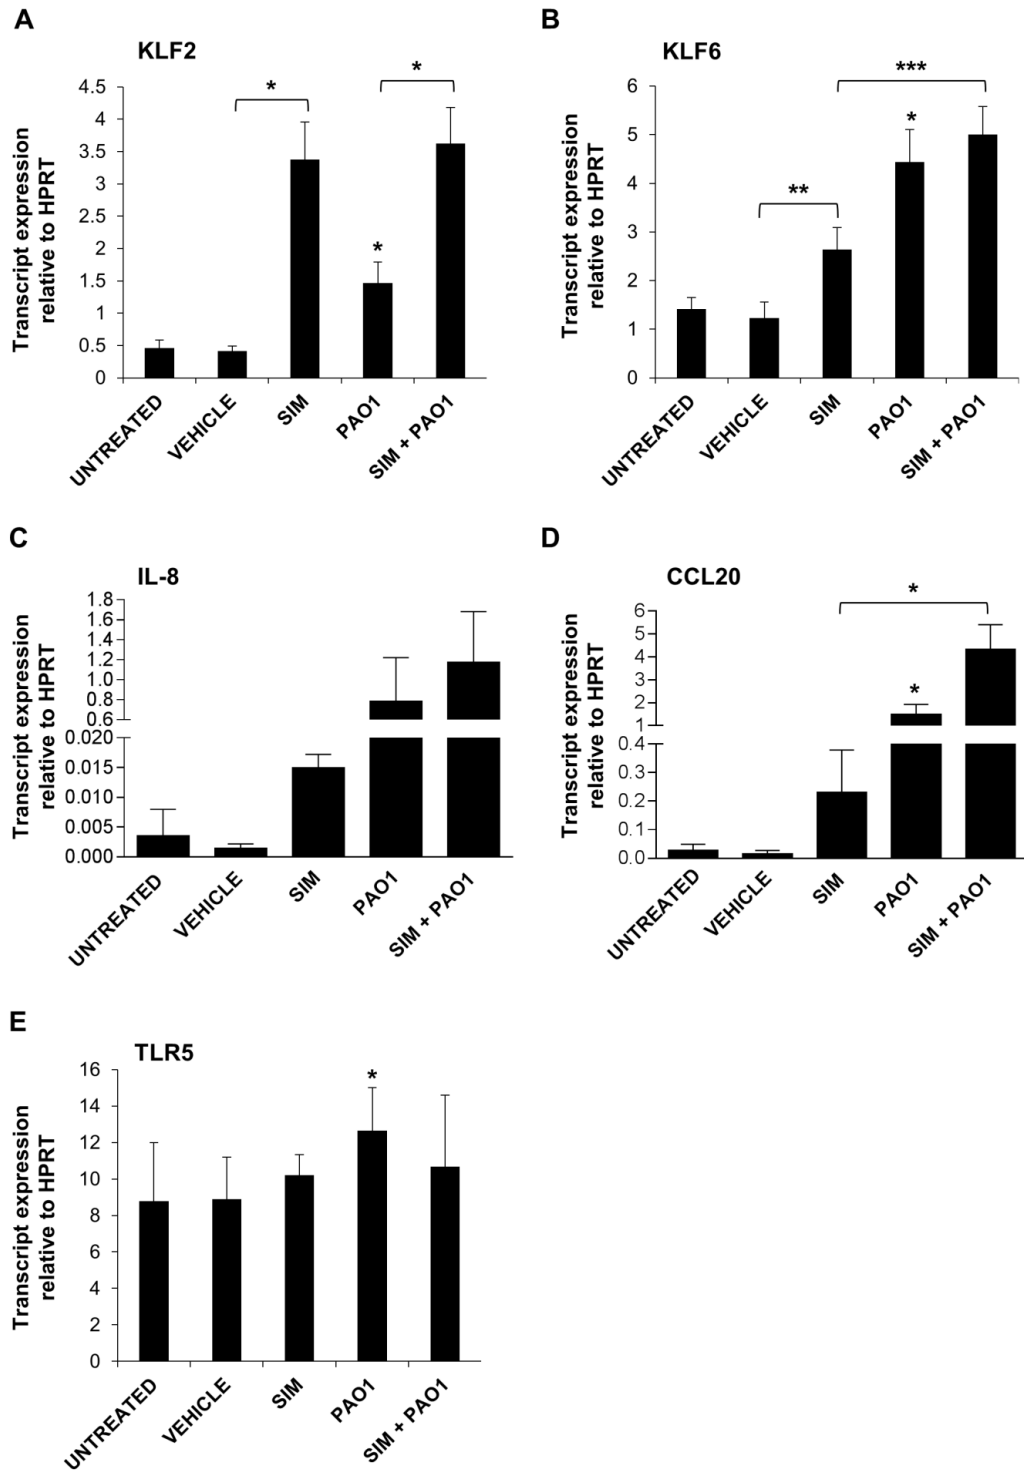 A
KLF2
Transcript expression
relative to HPRT
4.5
4
3.5
3
2.5
2
1.5
1
0.5
0
*
*
*
UNTREATED
VEHICLE
SIM
PAO1
SIM + PAO1
B
KLF6
Transcript expression
relative to HPRT
6
5
4
3
2
1
0
**
*
***
UNTREATED
VEHICLE
SIM
PAO1
SIM + PAO1
C
IL-8
Transcript expression
relative to HPRT
1.8
1.6
1.4
1.2
1.0
0.8
0.6
0.020
0.015
0.010
0.005
0.000
UNTREATED
VEHICLE
SIM
PAO1
SIM + PAO1
D
CCL20
Transcript expression
relative to HPRT
6
5
4
3
2
1
0.4
0.3
0.2
0.1
0.0
*
*
UNTREATED
VEHICLE
SIM
PAO1
SIM + PAO1
E
TLR5
Transcript expression
relative to HPRT
16
14
12
10
8
6
4
2
0
*
UNTREATED
VEHICLE
SIM
PAO1
SIM + PAO1